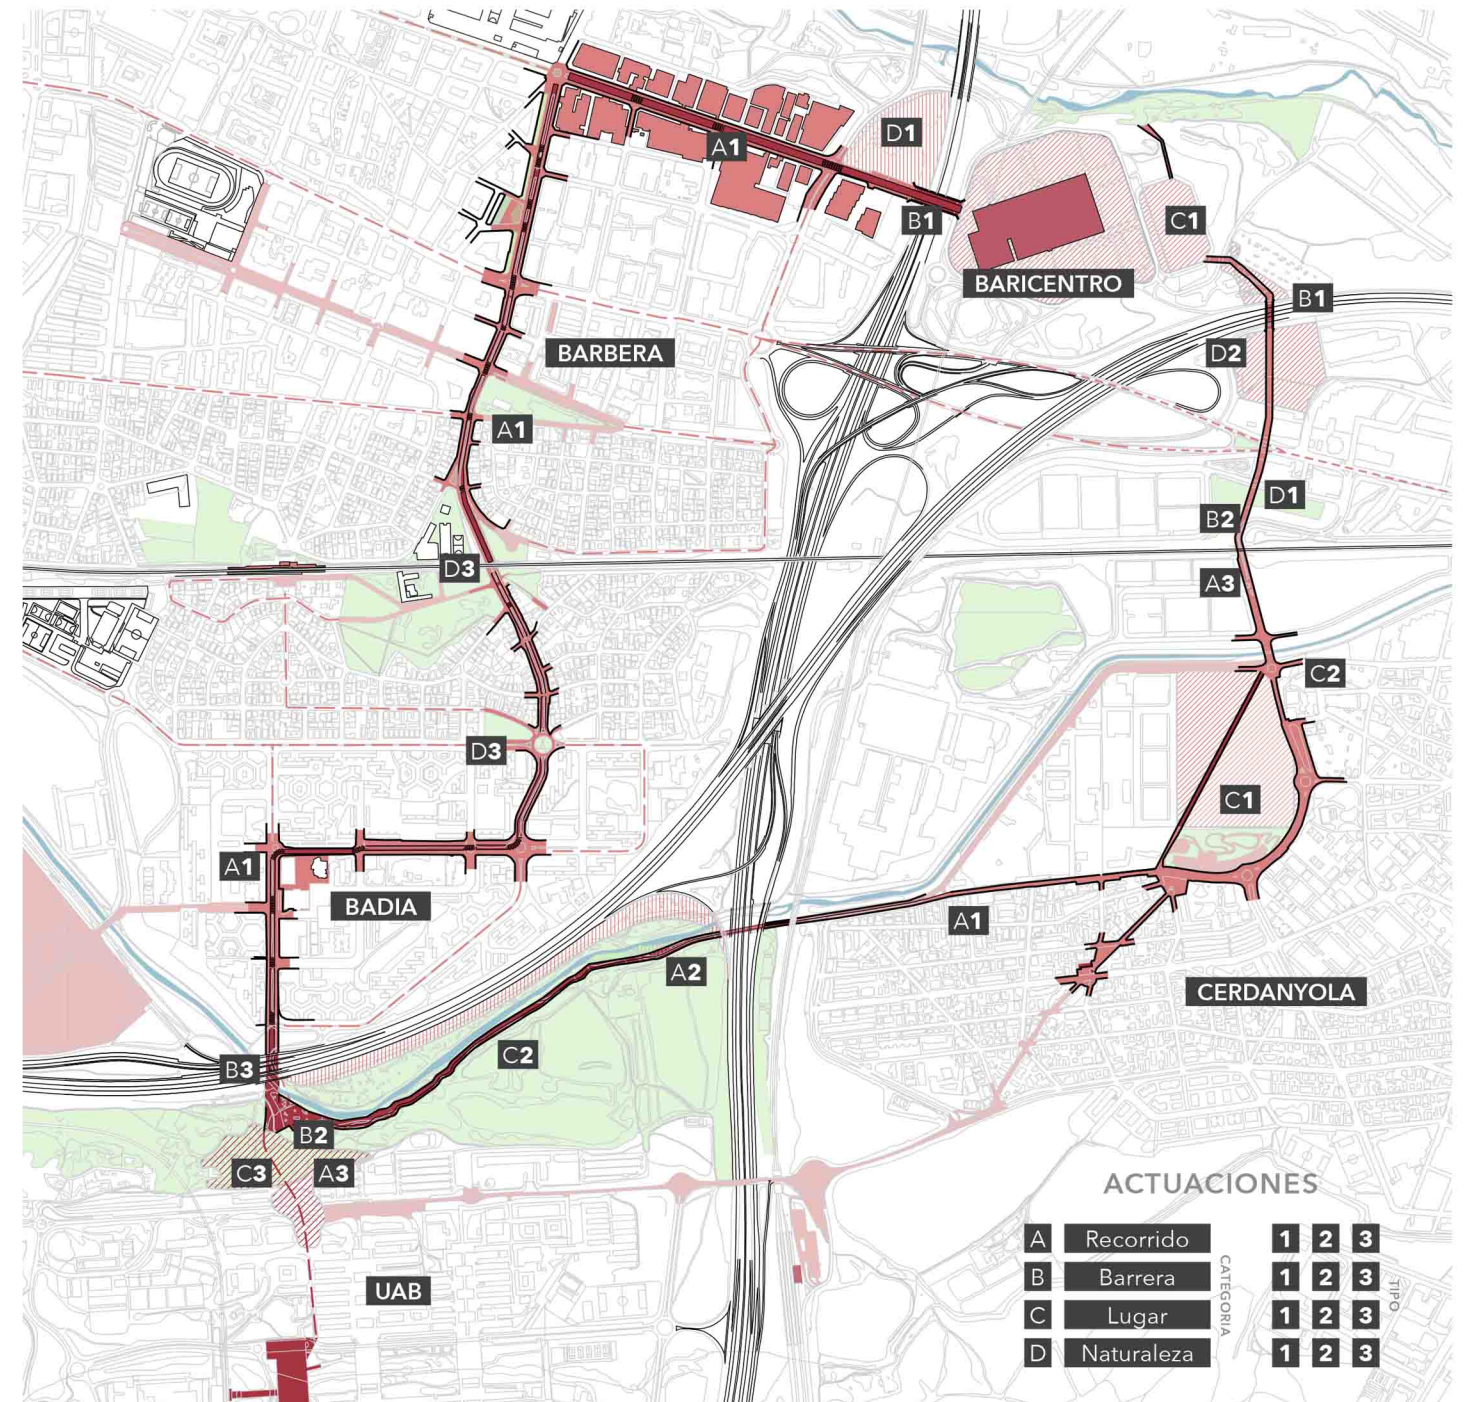 D1
A1
B1
C1
BARICENTRO
B1
BARBERA
D2
A1
D1
B2
D3
A3
C2
D3
C1
A1
BADIA
A1
A2
CERDANYOLA
C2
B3
B2
C3
A3
UAB
ACTUACIONES
A Recorrido 1 2 3
B Barrera 1 2 3
C Lugar 1 2 3
D Naturaleza 1 2 3
CATEGORIA
TIPO